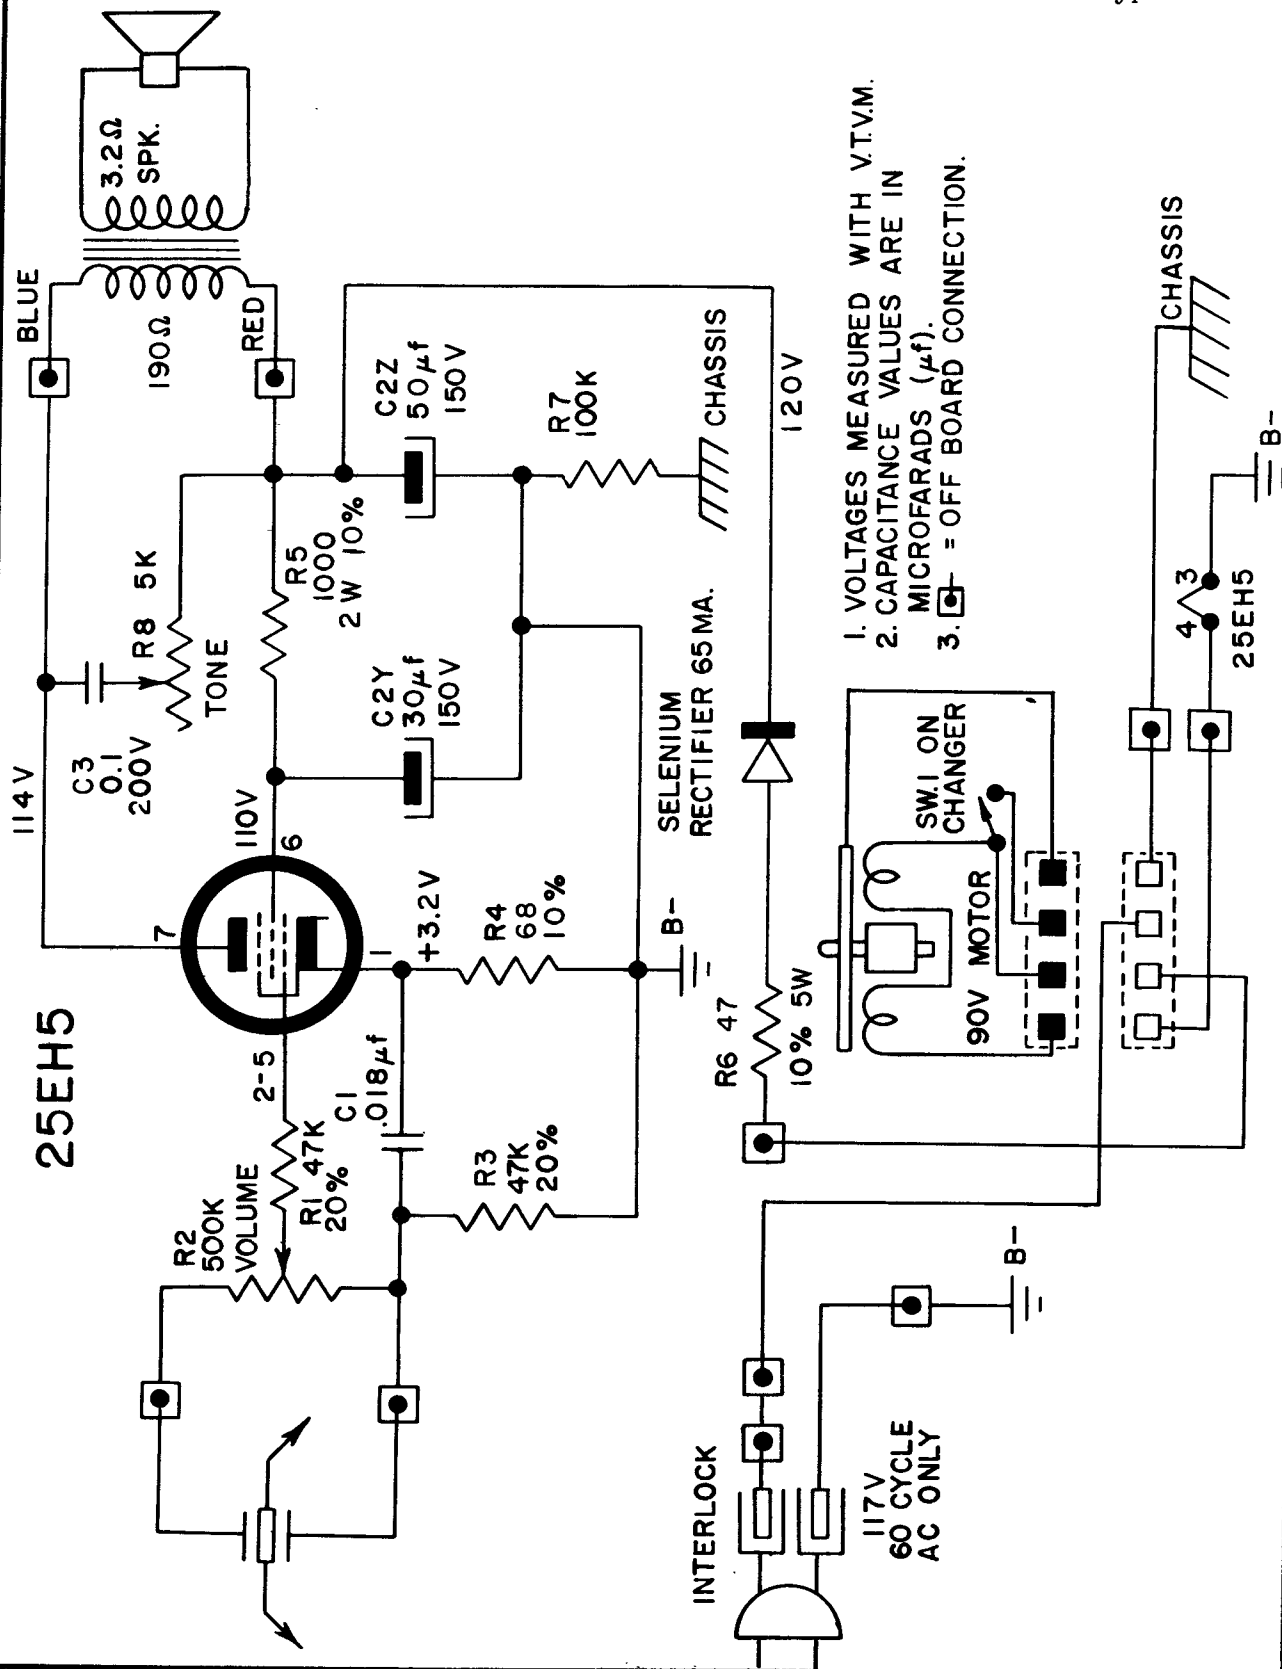 25EH5
BLUE
3.2Ω
SPK.
190Ω
RED
114V
C3
0.1
200V
R8 5K
TONE
110V
7
6
1
2-5
R5
1000
2W 10%
C2Z
50µf
150V
C2Y
30µf
150V
R7
100K
CHASSIS
R2
500K
VOLUME
R1 47K
20%
C1
.018µf
+3.2V
R4
68
10%
R3
47K
20%
B-
SELENIUM
RECTIFIER 65MA.
120V
R6 47
10% 5W
1. VOLTAGES MEASURED WITH V.T.V.M.
2. CAPACITANCE VALUES ARE IN
MICROFARADS (µf).
3. = OFF BOARD CONNECTION.
SW.1 ON
CHANGER
90V MOTOR
INTERLOCK
117V
60 CYCLE
AC ONLY
B-
CHASSIS
4 3
25EH5
B-